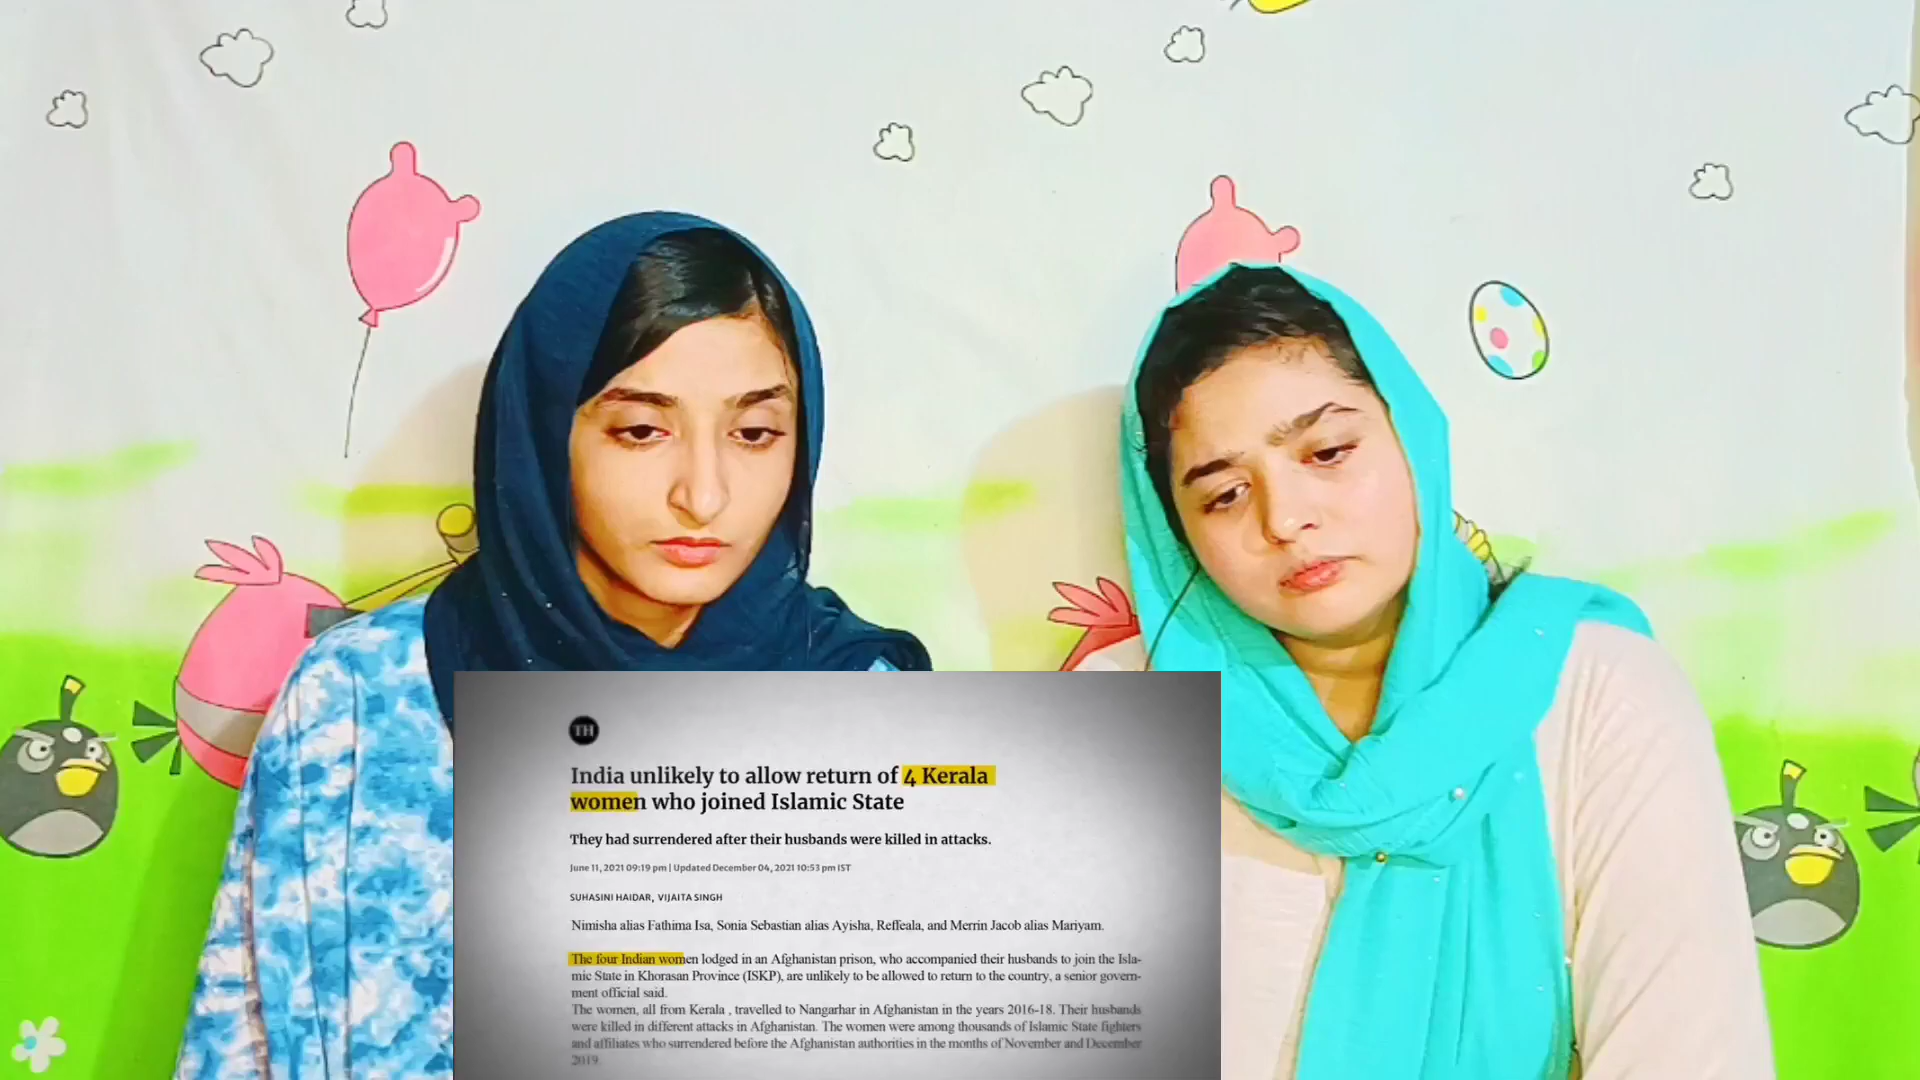 TH
India unlikely to allow return of 4 Kerala
women who joined Islamic State
They had surrendered after their husbands were killed in attacks.
June 11, 2021 09:19 pm | Updated December 04, 2021 10:53 pm IST
SUHASINI HAIDAR, VIJAITA SINGH
Nimisha alias Fathima Isa, Sonia Sebastian alias Ayisha, Reffeala, and Merrin Jacob alias Mariyam.
The four Indian women lodged in an Afghanistan prison, who accompanied their husbands to join the Isla-
mic State in Khorasan Province (ISKP), are unlikely to be allowed to return to the country, a senior govern-
ment official said.
The women, all from Kerala , travelled to Nangarhar in Afghanistan in the years 2016-18. Their husbands
were killed in different attacks in Afghanistan. The women were among thousands of Islamic State fighters
and affiliates who surrendered before the Afghanistan authorities in the months of November and December
2019.